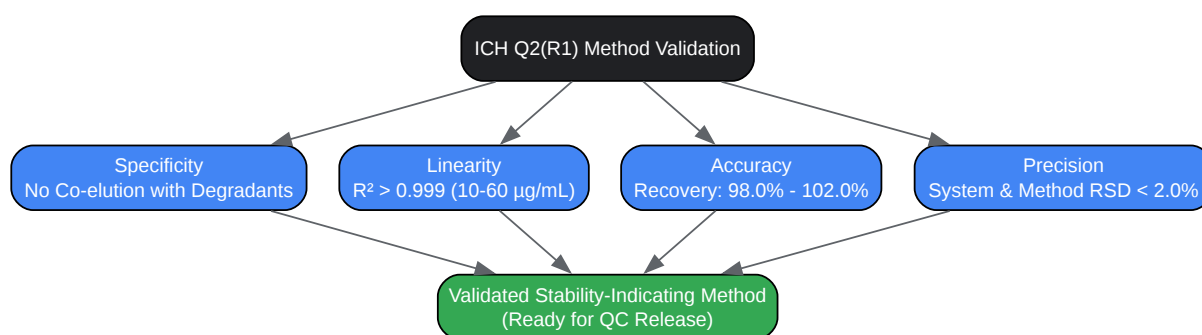 ICH Q2(R1) Method Validation
Specificity
No Co-elution with Degradants
Linearity
R² > 0.999 (10-60 µg/mL)
Accuracy
Recovery: 98.0% - 102.0%
Precision
System & Method RSD < 2.0%
Validated Stability-Indicating Method
(Ready for QC Release)